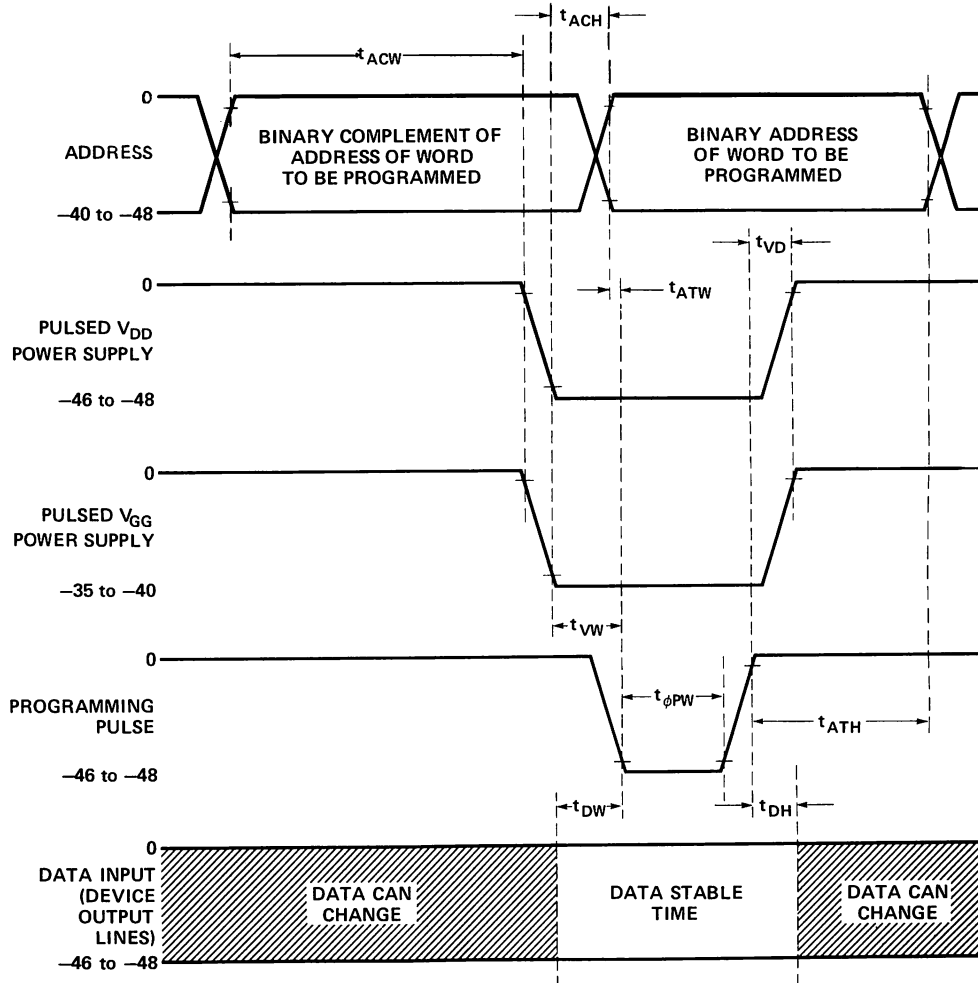 tACH
tACW
0
ADDRESS
BINARY COMPLEMENT OF
ADDRESS OF WORD
TO BE PROGRAMMED
BINARY ADDRESS
OF WORD TO BE
PROGRAMMED
−40 to −48
tVD
0
tATW
PULSED VDD
POWER SUPPLY
−46 to −48
0
PULSED VGG
POWER SUPPLY
−35 to −40
tVW
0
PROGRAMMING
PULSE
tϕPW
tATH
−46 to −48
tDW
tDH
0
DATA INPUT
(DEVICE
OUTPUT
LINES)
DATA CAN
CHANGE
DATA STABLE
TIME
DATA CAN
CHANGE
−46 to −48